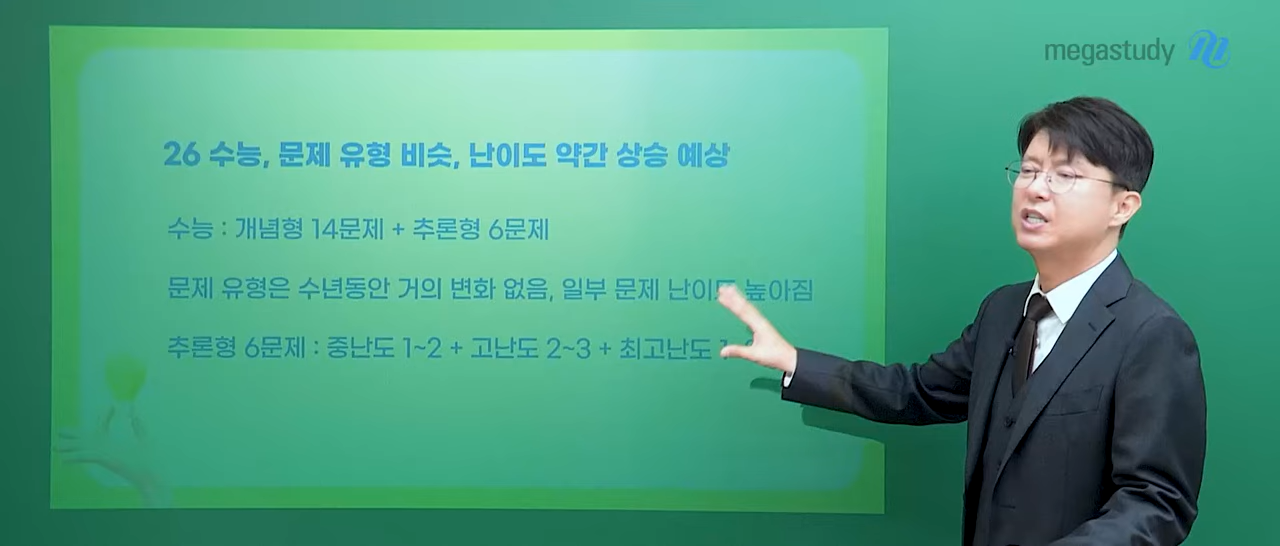 megastudy
26 수능, 문제 유형 비슷, 난이도 약간 상승 예상
수능 : 개념형 14문제 + 추론형 6문제
문제 유형은 수년동안 거의 변화 없음, 일부 문제 난이도 높아짐
추론형 6문제 : 중난도 1~2 + 고난도 2~3 + 최고난도